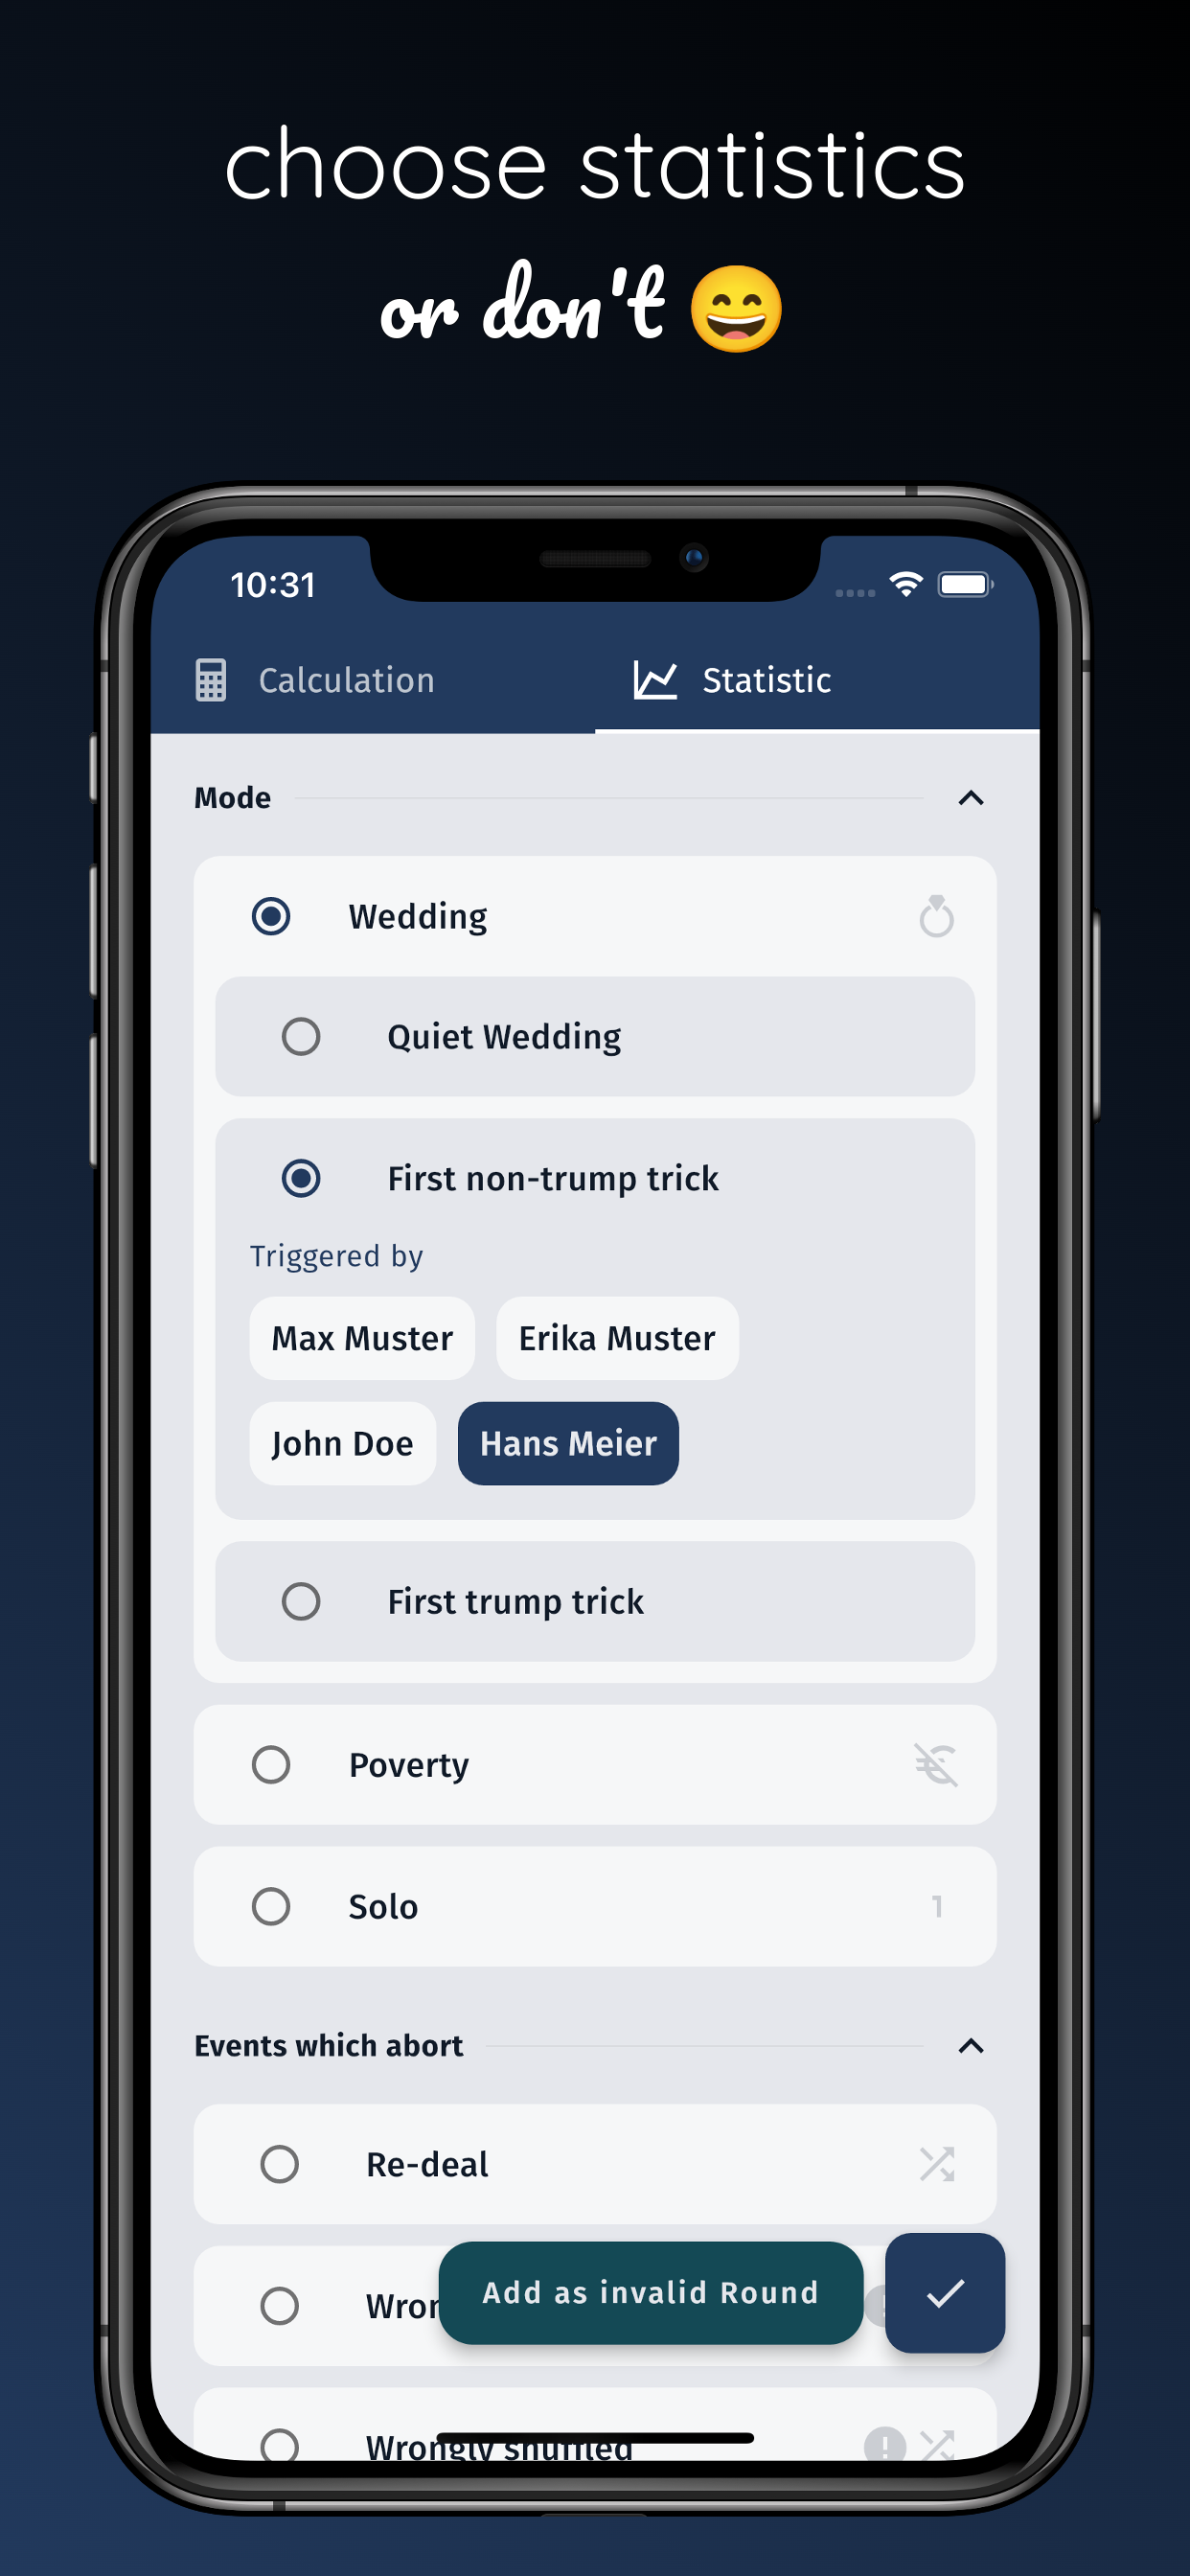 choose statistics
or don't 😄
10:31
Calculation
Statistic
Mode
Wedding
Quiet Wedding
First non-trump trick
Triggered by
Max Muster
Erika Muster
John Doe
Hans Meier
First trump trick
Poverty
Solo
1
Events which abort
Re-deal
Add as invalid Round
Wrongly shuffled